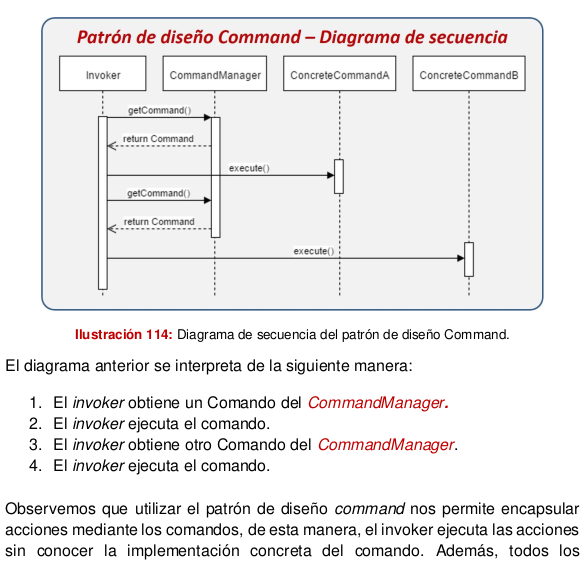 Patrón de diseño Command – Diagrama de secuencia
Invoker
CommandManager
ConcreteCommandA
ConcreteCommandB
getCommand()
return Command
execute()
getCommand()
return Command
execute()
Ilustración 114: Diagrama de secuencia del patrón de diseño Command.
El diagrama anterior se interpreta de la siguiente manera:
1. El invoker obtiene un Comando del CommandManager.
2. El invoker ejecuta el comando.
3. El invoker obtiene otro Comando del CommandManager.
4. El invoker ejecuta el comando.
Observemos que utilizar el patrón de diseño command nos permite encapsular
acciones mediante los comandos, de esta manera, el invoker ejecuta las acciones
sin conocer la implementación concreta del comando. Además, todos los